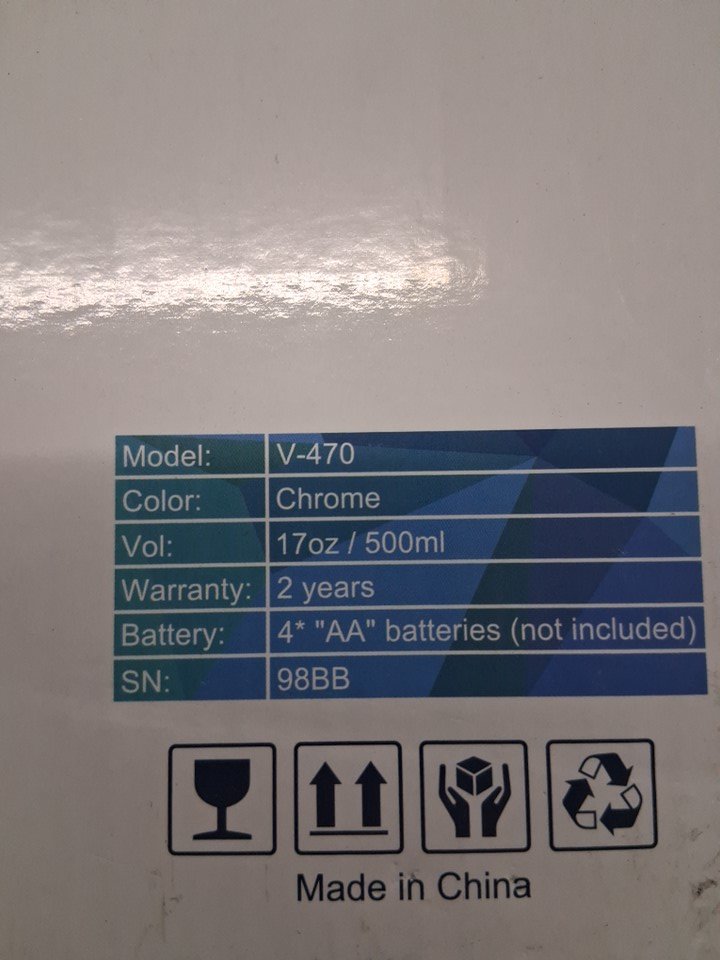 Model: V-470
Color: Chrome
Vol: 17oz / 500ml
Warranty: 2 years
Battery: 4* "AA" batteries (not included)
SN: 98BB
Made in China